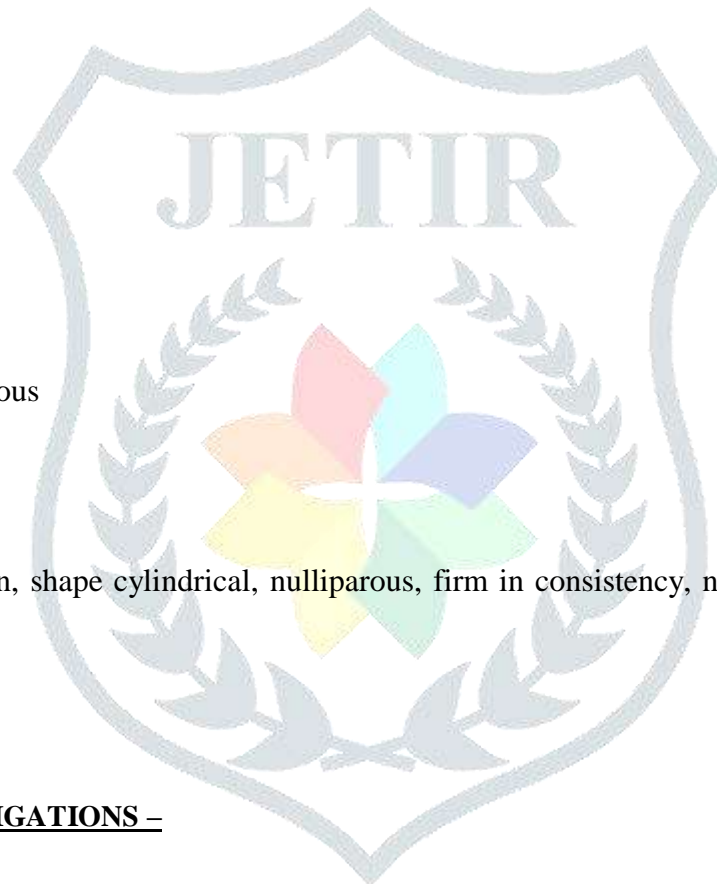 JETIR
ous
n, shape cylindrical, nulliparous, firm in consistency, n
IGATIONS –